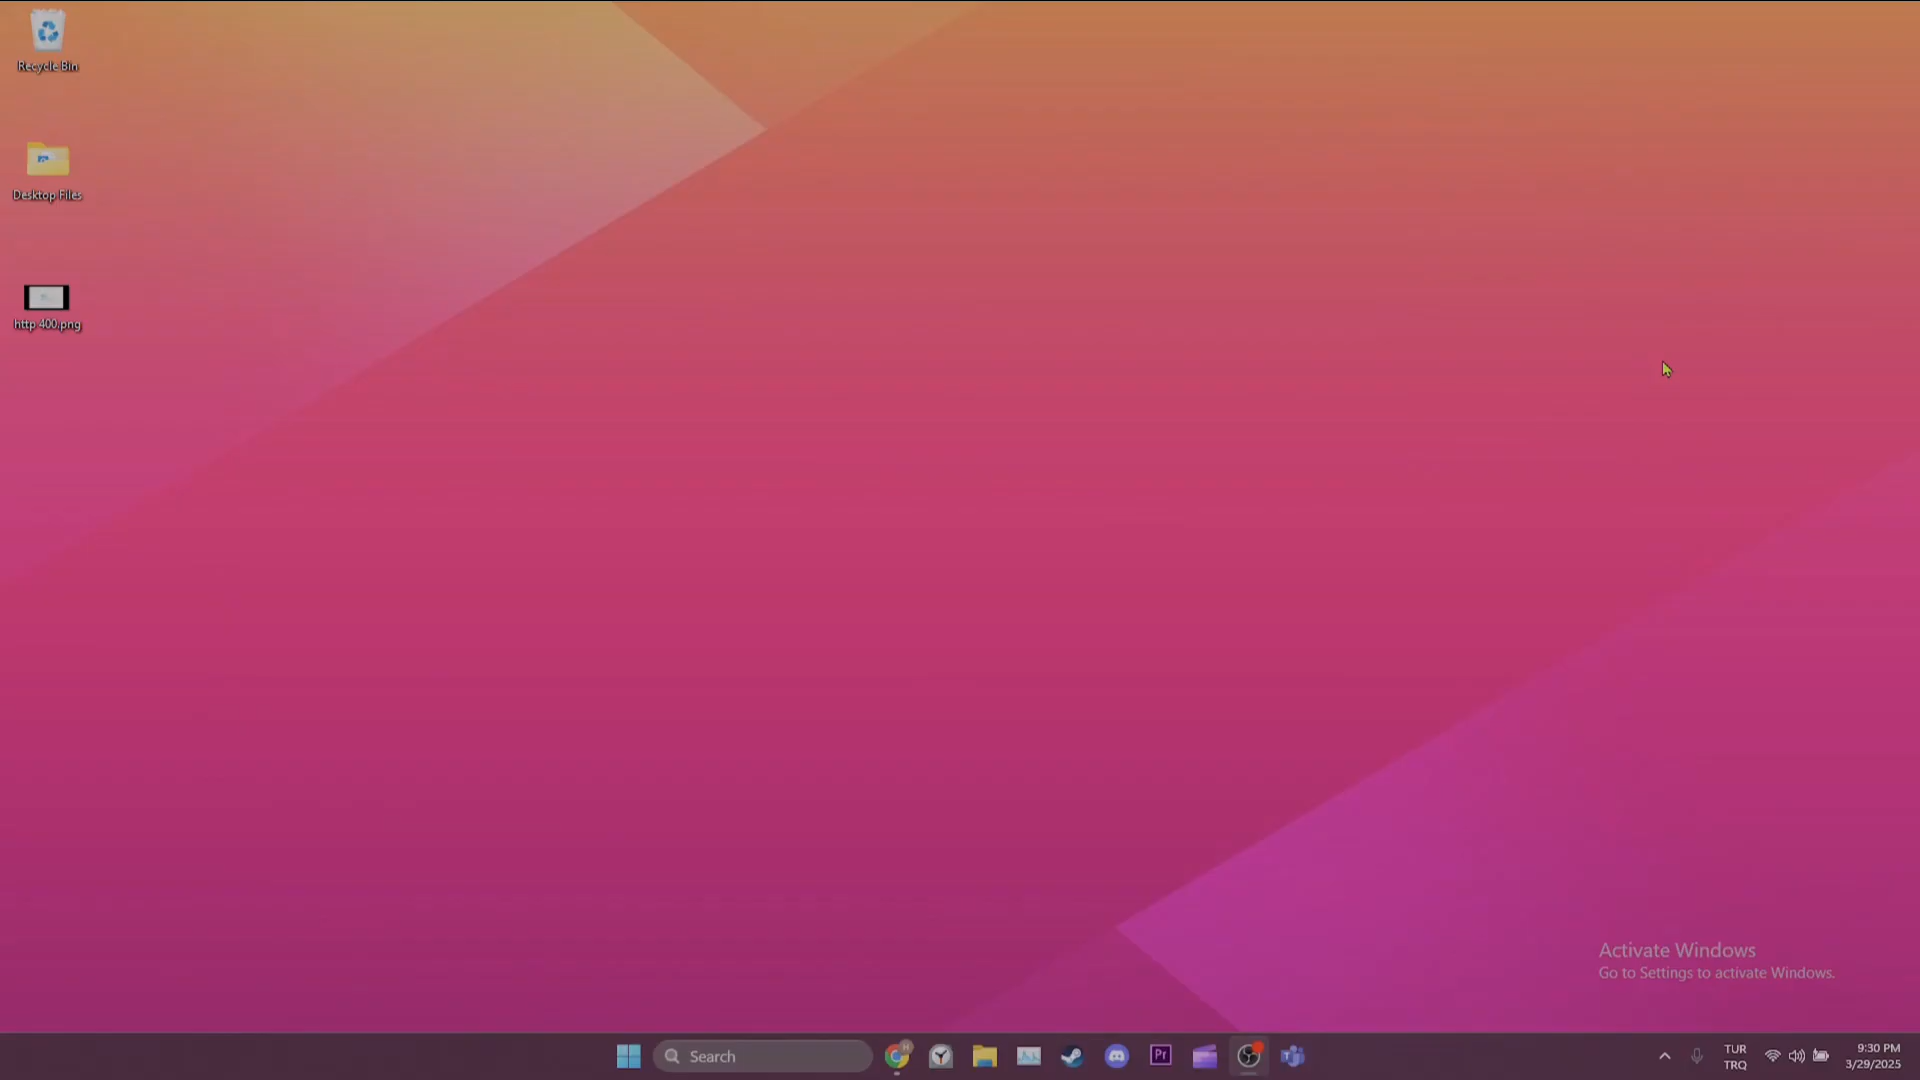 Recycle Bin
Desktop Files
http 400.png
Activate Windows
Go to Settings to activate Windows.
Search
H
Pr
T
TUR
TRQ
9:30 PM
3/29/2025